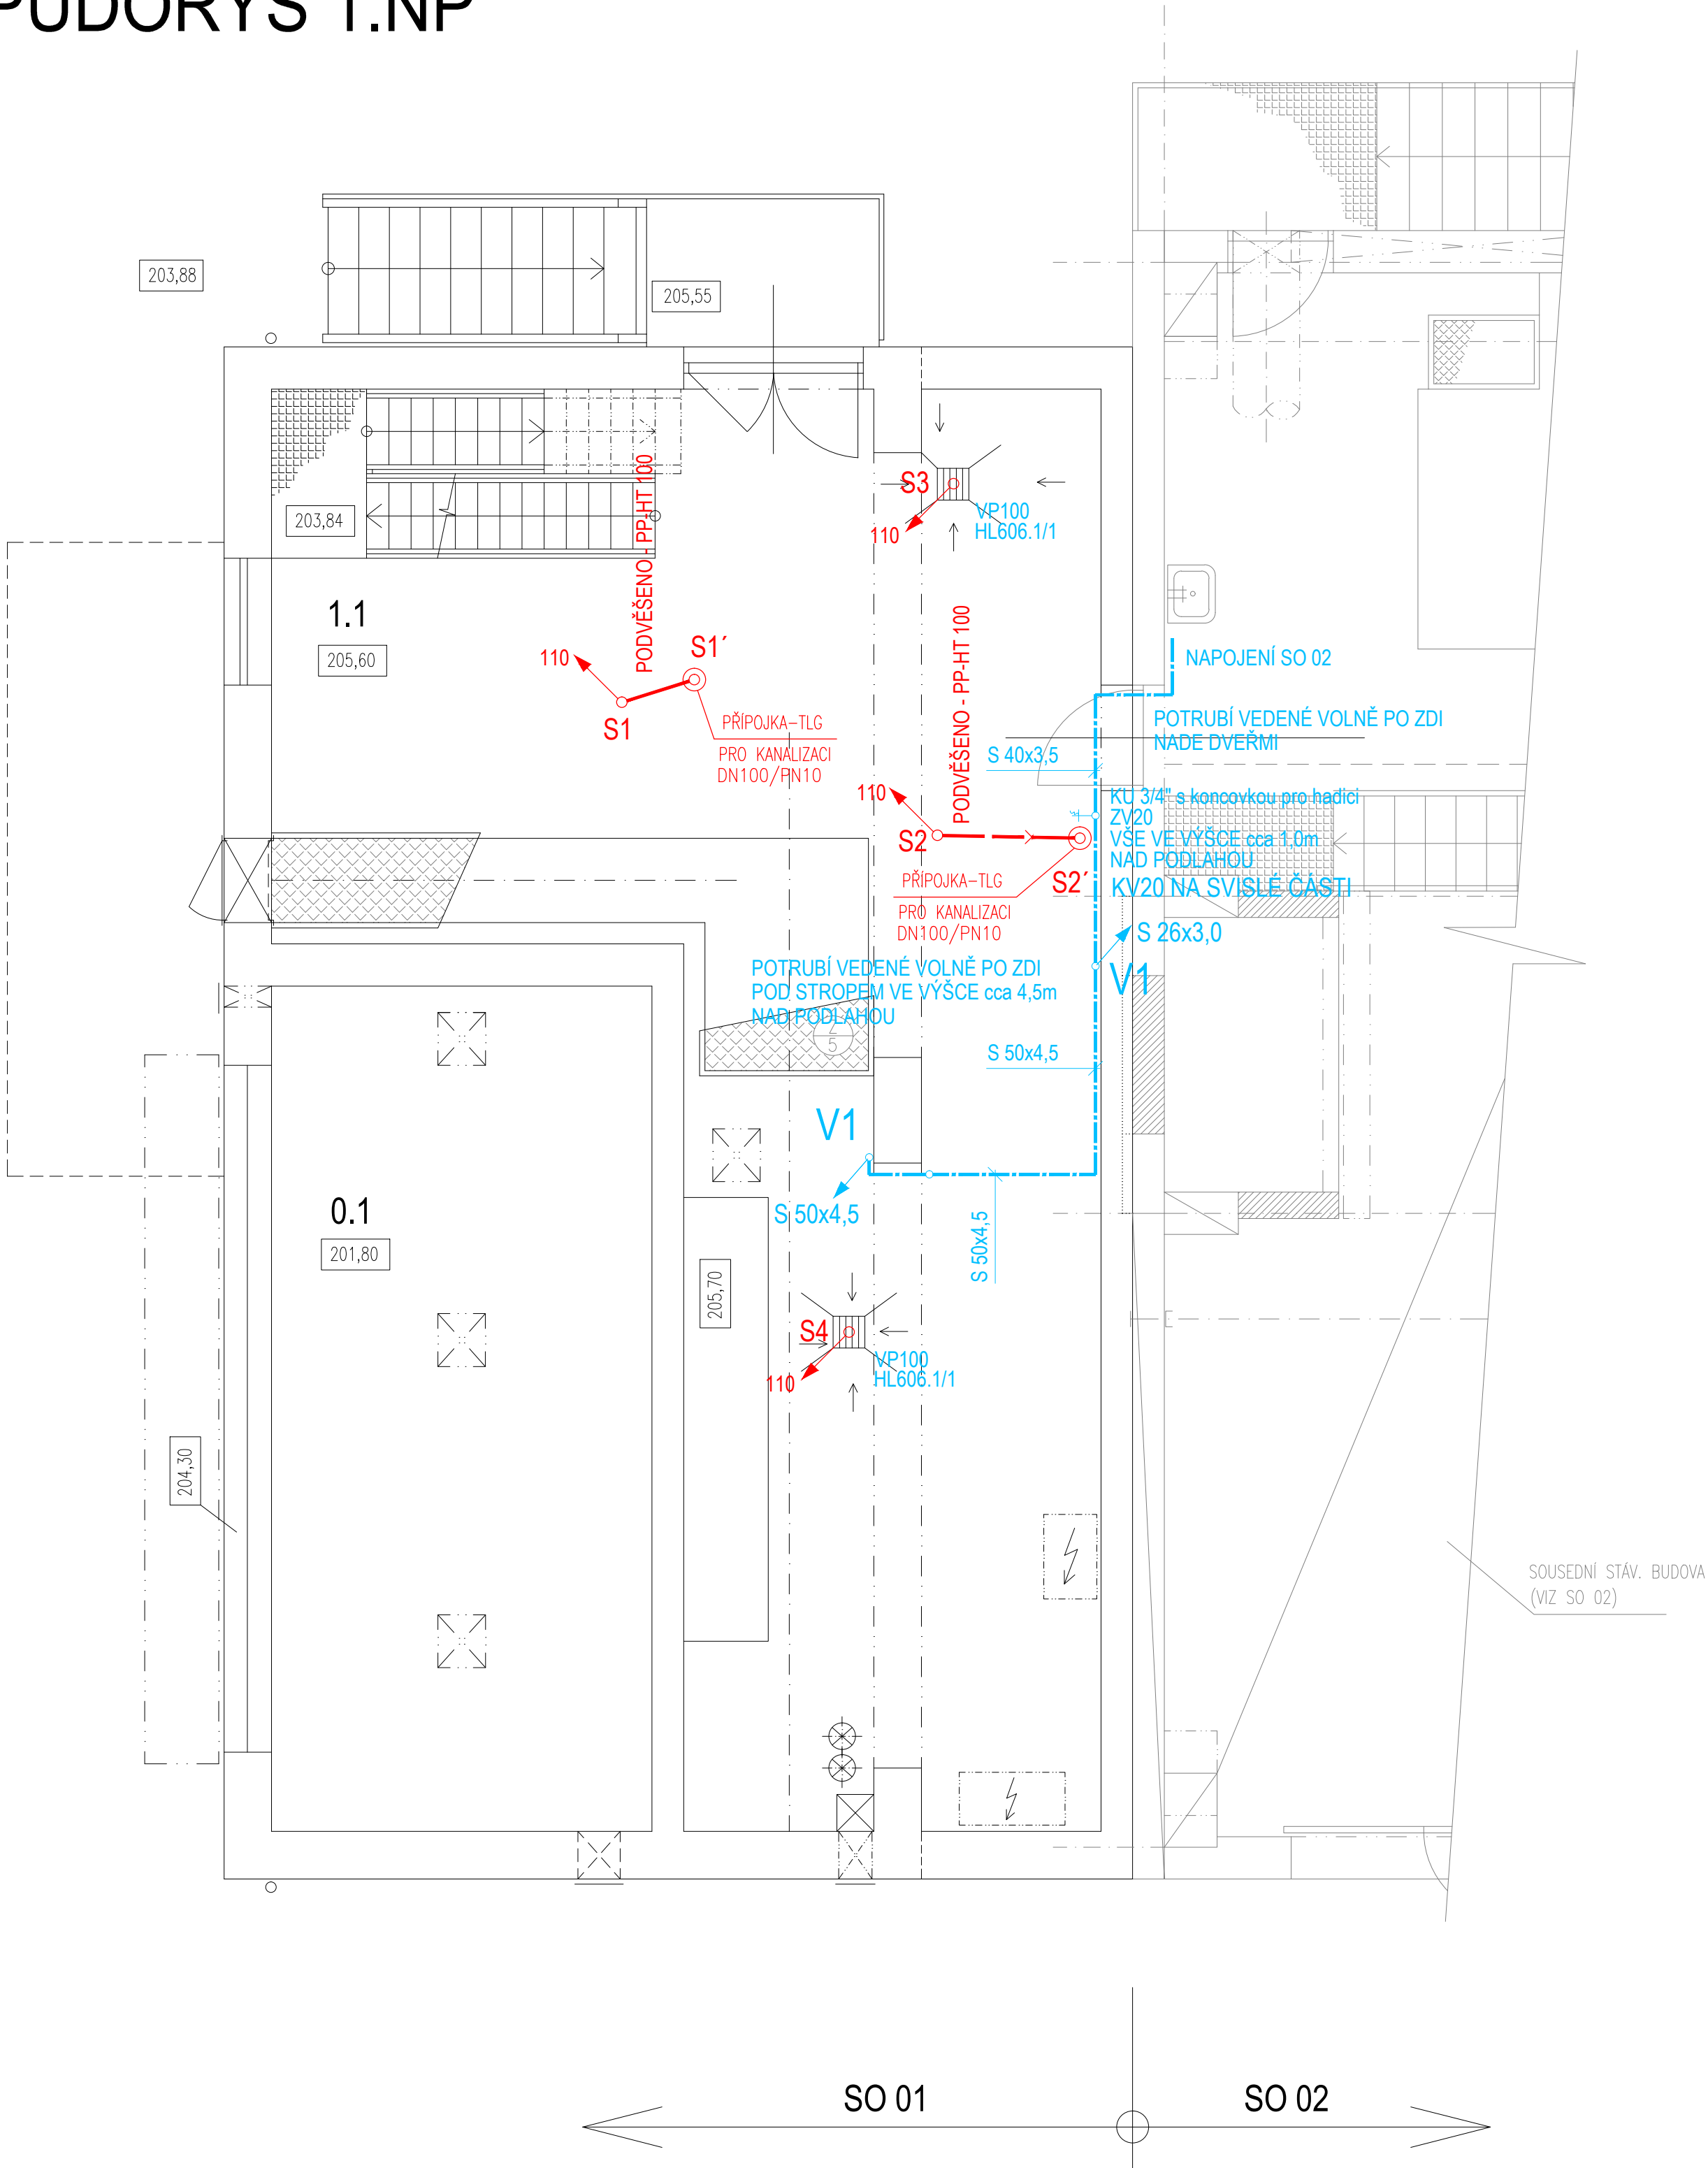 PŮDORYS 1.NP
203,88
205,55
203,84
PODVĚŠENO - PP-HT 100
S3
110
VP100
HL606.1/1
1.1
205,60
110
S1´
S1
PŘÍPOJKA-TLG
PRO KANALIZACI
DN100/PN10
PODVĚŠENO - PP-HT 100
NAPOJENÍ SO 02
POTRUBÍ VEDENÉ VOLNĚ PO ZDI
NADE DVEŘMI
S 40x3,5
110
S2
S2´
PŘÍPOJKA-TLG
PRO KANALIZACI
DN100/PN10
KU 3/4" s koncovkou pro hadici
ZV20
VŠE VE VÝŠCE cca 1,0m
NAD PODLAHOU
KV20 NA SVISLÉ ČÁSTI
S 26x3,0
V1
POTRUBÍ VEDENÉ VOLNĚ PO ZDI
POD STROPEM VE VÝŠCE cca 4,5m
NAD PODLAHOU
Z
5
S 50x4,5
V1
S 50x4,5
S 50x4,5
0.1
201,80
205,70
S4
110
VP100
HL606.1/1
204,30
SOUSEDNÍ STÁV. BUDOVA
(VIZ SO 02)
SO 01
SO 02